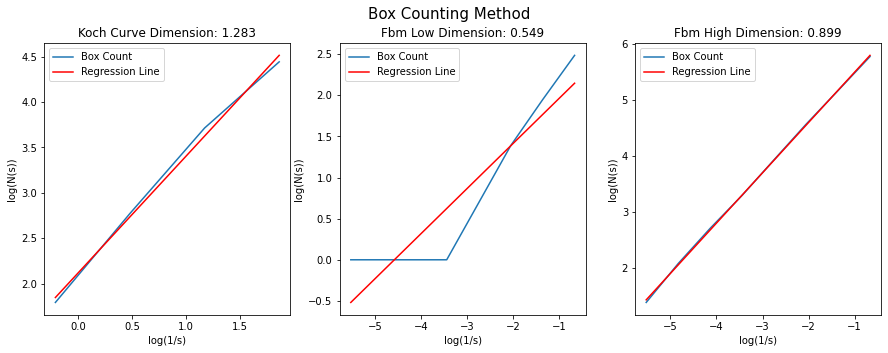 Box Counting Method
Koch Curve Dimension: 1.283
Box Count
Regression Line
4.5
4.0
3.5
3.0
2.5
2.0
log(N(s))
0.0 0.5 1.0 1.5
log(1/s)
Fbm Low Dimension: 0.549
Box Count
Regression Line
2.5
2.0
1.5
1.0
0.5
0.0
−0.5
log(N(s))
−5 −4 −3 −2 −1
log(1/s)
Fbm High Dimension: 0.899
Box Count
Regression Line
6
5
4
3
2
log(N(s))
−5 −4 −3 −2 −1
log(1/s)